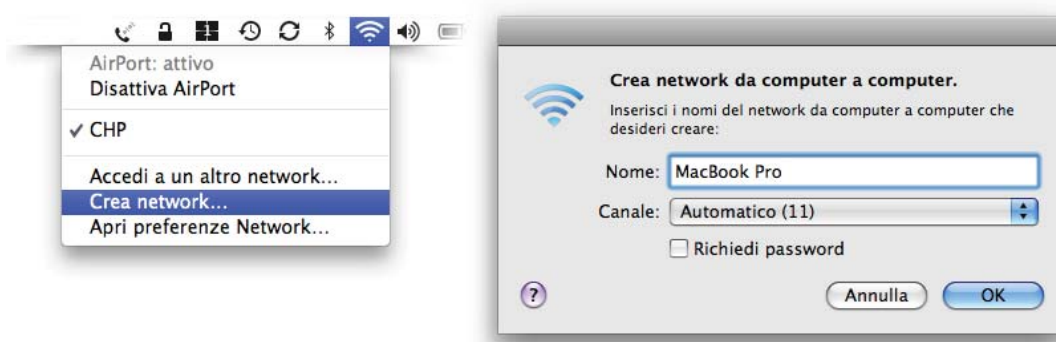 AirPort: attivo
Disattiva AirPort
✓ CHP
Accedi a un altro network...
Crea network...
Apri preferenze Network...
Crea network da computer a computer.
Inserisci i nomi del network da computer a computer che
desideri creare:
Nome: MacBook Pro
Canale: Automatico (11)
Richiedi password
? Annulla OK